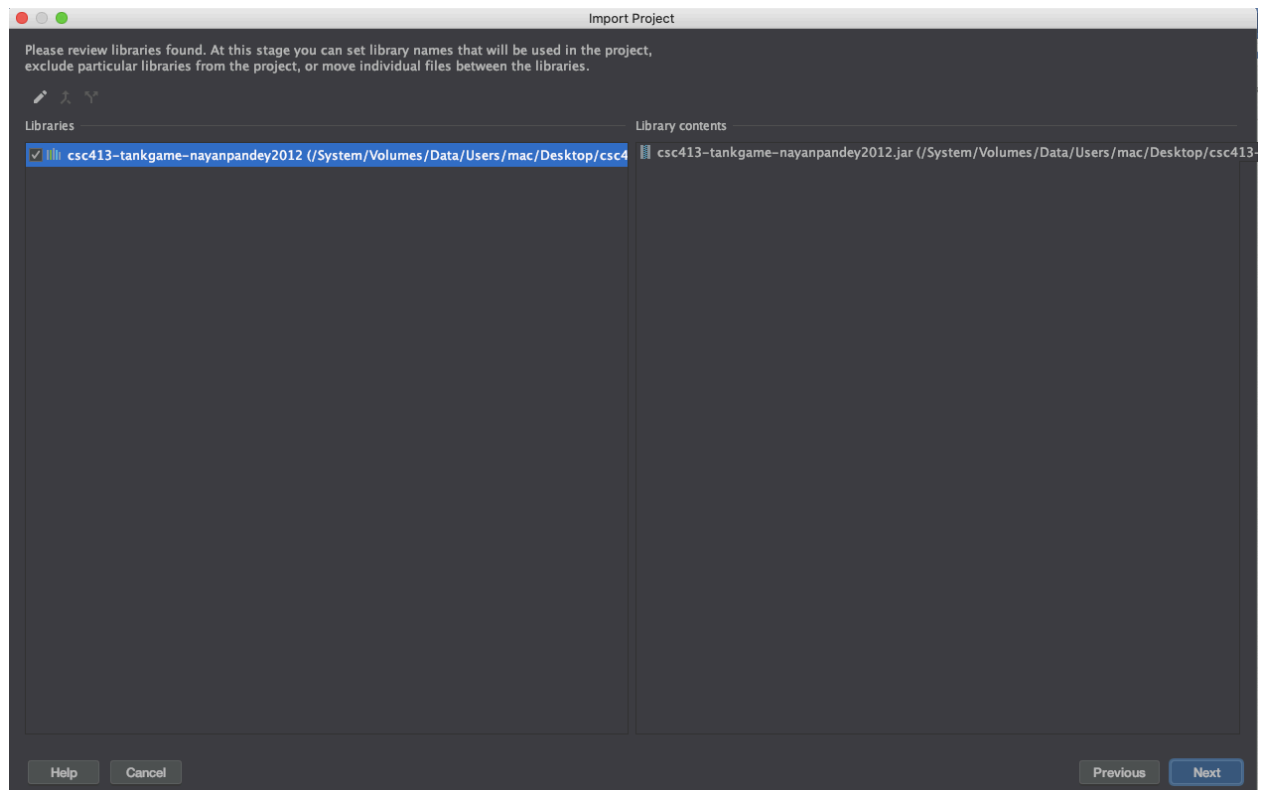 Import Project
Please review libraries found. At this stage you can set library names that will be used in the project,
exclude particular libraries from the project, or move individual files between the libraries.
Libraries
Library contents
csc413-tankgame-nayanpandey2012 (/System/Volumes/Data/Users/mac/Desktop/csc4
csc413-tankgame-nayanpandey2012.jar (/System/Volumes/Data/Users/mac/Desktop/csc413-
Help
Cancel
Previous
Next